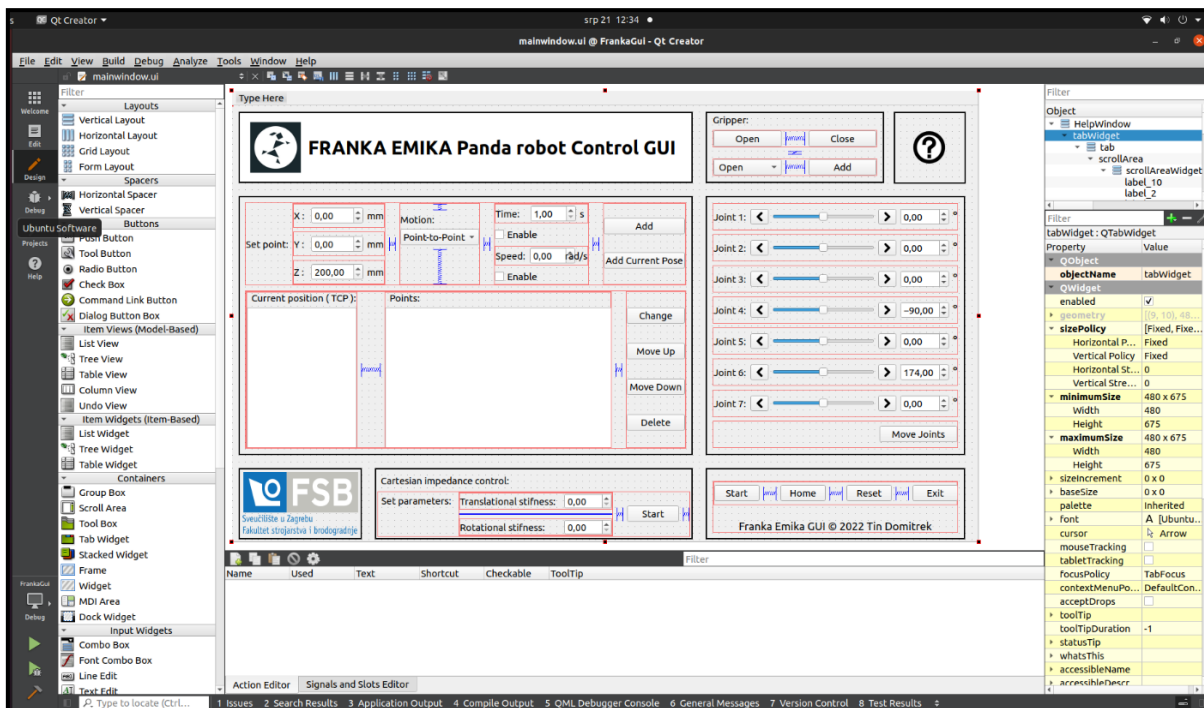 s Qt Creator srp 21 12:34
mainwindow.ui @ FrankaGui - Qt Creator
File Edit View Build Debug Analyze Tools Window Help
mainwindow.ui
Welcome
Edit
Design
Debug
Ubuntu Software
Projects
Help
FrankaGui
Debug
Filter
Layouts
Vertical Layout
Horizontal Layout
Grid Layout
Form Layout
Spacers
Horizontal Spacer
Vertical Spacer
Buttons
Push Button
Tool Button
Radio Button
Check Box
Command Link Button
Dialog Button Box
Item Views (Model-Based)
List View
Tree View
Table View
Column View
Undo View
Item Widgets (Item-Based)
List Widget
Tree Widget
Table Widget
Containers
Group Box
Scroll Area
Tool Box
Tab Widget
Stacked Widget
Frame
Widget
MDI Area
Dock Widget
Input Widgets
Combo Box
Font Combo Box
Line Edit
Text Edit
Type Here
FRANKA EMIKA Panda robot Control GUI
Gripper:
Open Close
Open Add
?
Set point:
X: 0,00 mm
Y: 0,00 mm
Z: 200,00 mm
Motion:
Point-to-Point
Time: 1,00 s
Enable
Speed: 0,00 rad/s
Enable
Add
Add Current Pose
Current position ( TCP ): Points:
Change
Move Up
Move Down
Delete
Joint 1: 0,00 °
Joint 2: 0,00 °
Joint 3: 0,00 °
Joint 4: −90,00 °
Joint 5: 0,00 °
Joint 6: 174,00 °
Joint 7: 0,00 °
Move Joints
FSB
Sveučilište u Zagrebu
Fakultet strojarstva i brodogradnje
Cartesian impedance control:
Set parameters: Translational stifness: 0,00
Rotational stifness: 0,00
Start
Start Home Reset Exit
Franka Emika GUI © 2022 Tin Domitrek
Filter
Name Used Text Shortcut Checkable ToolTip
Action Editor Signals and Slots Editor
Filter
Object
HelpWindow
tabWidget
tab
scrollArea
scrollAreaWidget
label_10
label_2
Filter
tabWidget : QTabWidget
Property Value
QObject
objectName tabWidget
QWidget
enabled
geometry [(9, 10), 48...
sizePolicy [Fixed, Fixe...
Horizontal P... Fixed
Vertical Policy Fixed
Horizontal St... 0
Vertical Stre... 0
minimumSize 480 x 675
Width 480
Height 675
maximumSize 480 x 675
Width 480
Height 675
sizeIncrement 0 x 0
baseSize 0 x 0
palette Inherited
font A [Ubuntu...
cursor Arrow
mouseTracking
tabletTracking
focusPolicy TabFocus
contextMenuPo... DefaultCon...
acceptDrops
toolTip
toolTipDuration -1
statusTip
whatsThis
accessibleName
accessibleDescr
Type to locate (Ctrl... 1 Issues 2 Search Results 3 Application Output 4 Compile Output 5 QML Debugger Console 6 General Messages 7 Version Control 8 Test Results